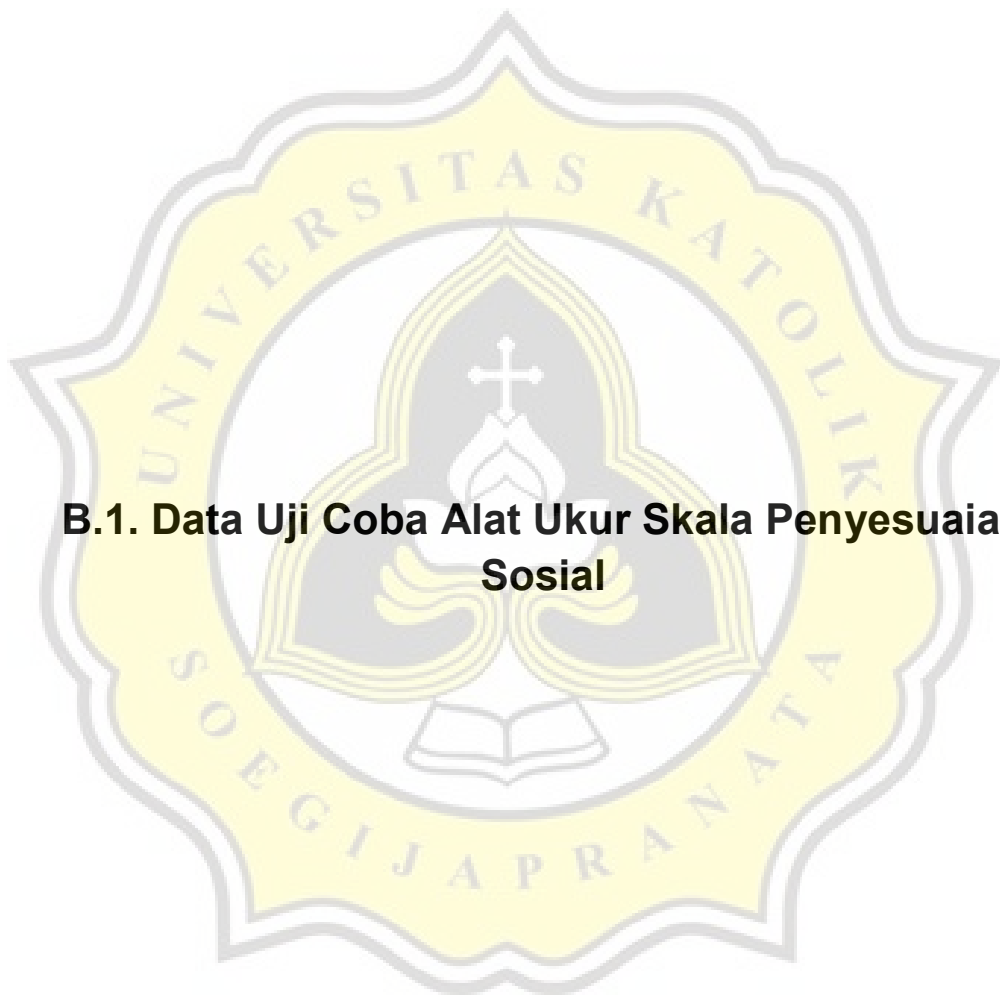 UNIVERSITAS KATOLIK
SOEGIJAPRANATA
B.1. Data Uji Coba Alat Ukur Skala Penyesuaia
Sosial